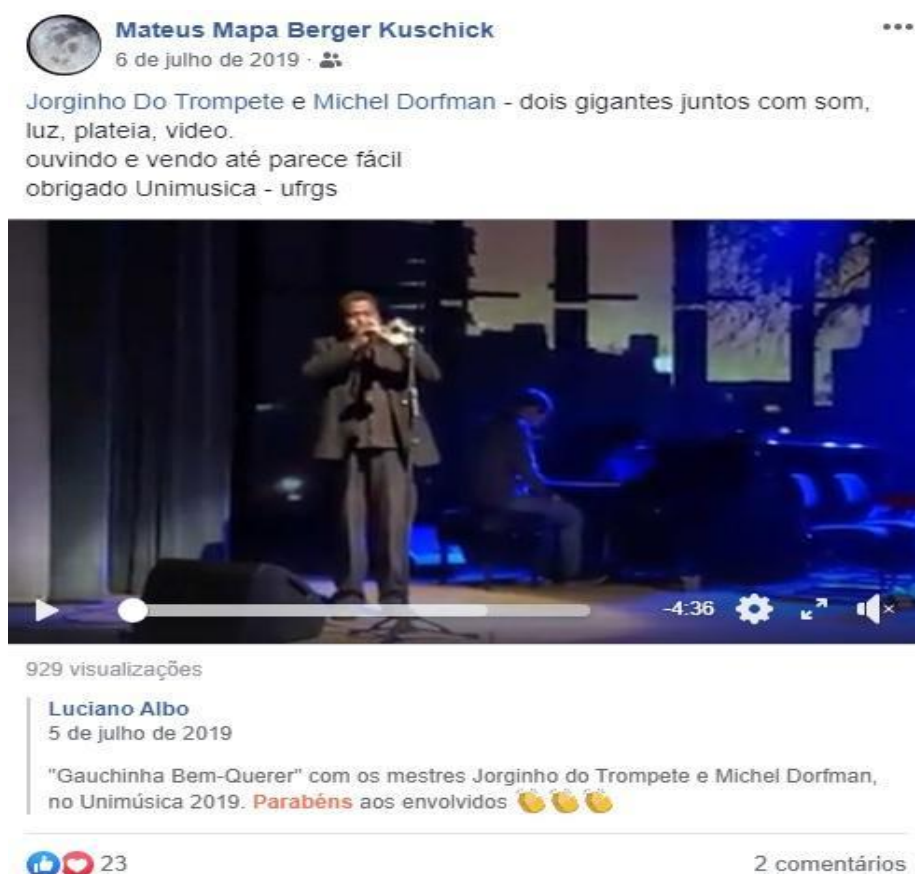 Mateus Mapa Berger Kuschick
6 de julho de 2019 ·
Jorginho Do Trompete e Michel Dorfman - dois gigantes juntos com som,
luz, plateia, video.
ouvindo e vendo até parece fácil
obrigado Unimusica - ufrgs
-4:36
929 visualizações
Luciano Albo
5 de julho de 2019
"Gauchinha Bem-Querer" com os mestres Jorginho do Trompete e Michel Dorfman,
no Unimúsica 2019. Parabéns aos envolvidos 👏👏👏
23 2 comentários